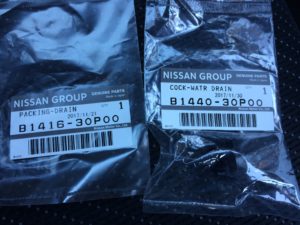 NISSAN GROUP GENUINE PARTS
PACKING-DRAIN 1
2017/11/21
B1416-30P00
NISSAN GROUP GENUINE PARTS
COCK-WATR DRAIN 1
2017/11/30
B1440-30P00